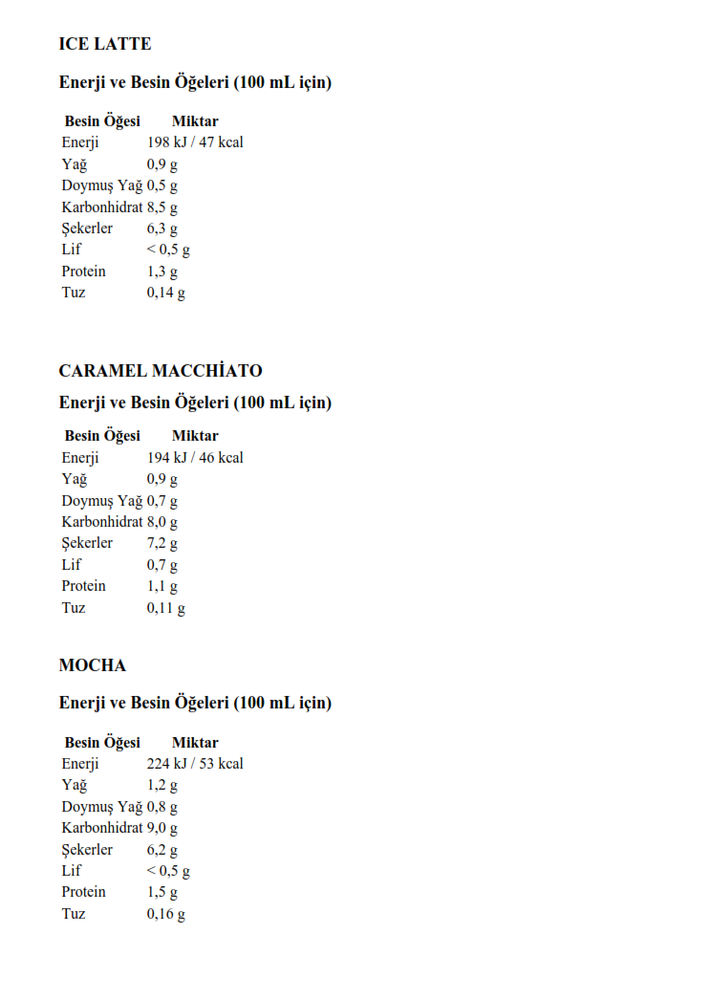 ICE LATTE
Enerji ve Besin Öğeleri (100 mL için)
Besin Öğesi Miktar
Enerji 198 kJ / 47 kcal
Yağ 0,9 g
Doymuş Yağ 0,5 g
Karbonhidrat 8,5 g
Şekerler 6,3 g
Lif < 0,5 g
Protein 1,3 g
Tuz 0,14 g
CARAMEL MACCHİATO
Enerji ve Besin Öğeleri (100 mL için)
Besin Öğesi Miktar
Enerji 194 kJ / 46 kcal
Yağ 0,9 g
Doymuş Yağ 0,7 g
Karbonhidrat 8,0 g
Şekerler 7,2 g
Lif 0,7 g
Protein 1,1 g
Tuz 0,11 g
MOCHA
Enerji ve Besin Öğeleri (100 mL için)
Besin Öğesi Miktar
Enerji 224 kJ / 53 kcal
Yağ 1,2 g
Doymuş Yağ 0,8 g
Karbonhidrat 9,0 g
Şekerler 6,2 g
Lif < 0,5 g
Protein 1,5 g
Tuz 0,16 g